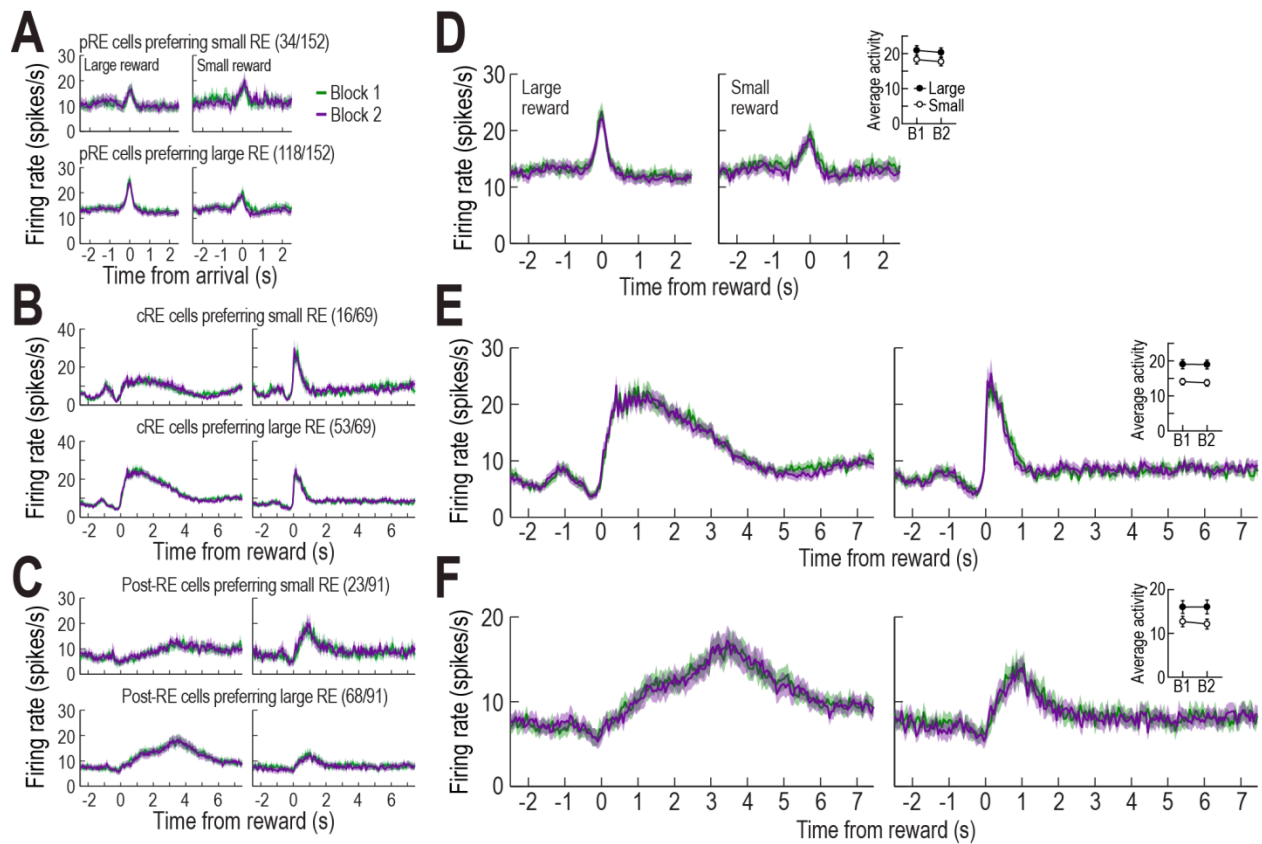 A
pRE cells preferring small RE (34/152)
Large reward
Small reward
Block 1
Block 2
30
20
10
0
pRE cells preferring large RE (118/152)
30
20
10
0
Firing rate (spikes/s)
-2 -1 0 1 2
-2 -1 0 1 2
Time from arrival (s)
B
cRE cells preferring small RE (16/69)
40
20
0
cRE cells preferring large RE (53/69)
40
20
0
Firing rate (spikes/s)
-2 0 2 4 6
-2 0 2 4 6
Time from reward (s)
C
Post-RE cells preferring small RE (23/91)
30
20
10
0
Post-RE cells preferring large RE (68/91)
30
20
10
0
Firing rate (spikes/s)
-2 0 2 4 6
-2 0 2 4 6
Time from reward (s)
D
Large
reward
Small
reward
30
20
10
0
Firing rate (spikes/s)
-2 -1 0 1 2
-2 -1 0 1 2
Time from reward (s)
Average activity
20
10
0
Large
Small
B1 B2
E
30
20
10
0
Firing rate (spikes/s)
-2 -1 0 1 2 3 4 5 6 7
-2 -1 0 1 2 3 4 5 6 7
Time from reward (s)
Average activity
20
10
0
B1 B2
F
20
10
0
Firing rate (spikes/s)
-2 -1 0 1 2 3 4 5 6 7
-2 -1 0 1 2 3 4 5 6 7
Time from reward (s)
Average activity
20
10
0
B1 B2